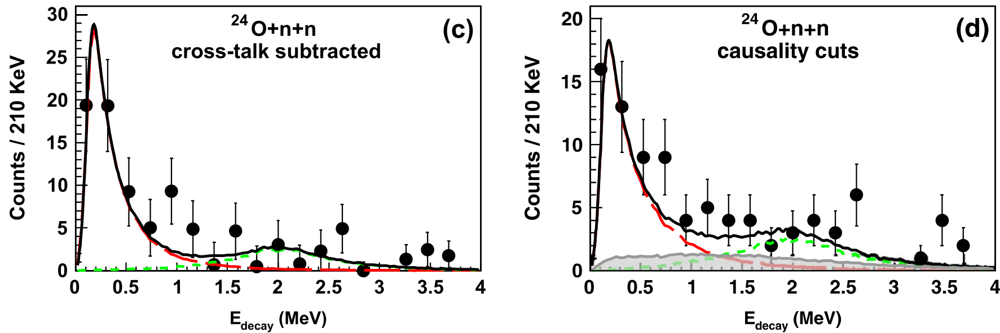 (c)
24O+n+n
cross-talk subtracted
Counts / 210 KeV
30
25
20
15
10
5
0
0 0.5 1 1.5 2 2.5 3 3.5 4
Edecay (MeV)
(d)
24O+n+n
causality cuts
Counts / 210 KeV
20
15
10
5
0
0 0.5 1 1.5 2 2.5 3 3.5 4
Edecay (MeV)